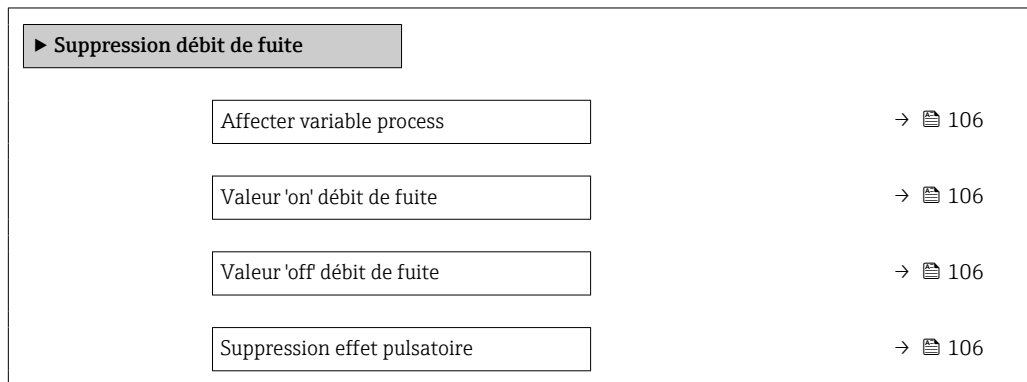 ▶ Suppression débit de fuite
Affecter variable process → 106
Valeur 'on' débit de fuite → 106
Valeur 'off' débit de fuite → 106
Suppression effet pulsatoire → 106